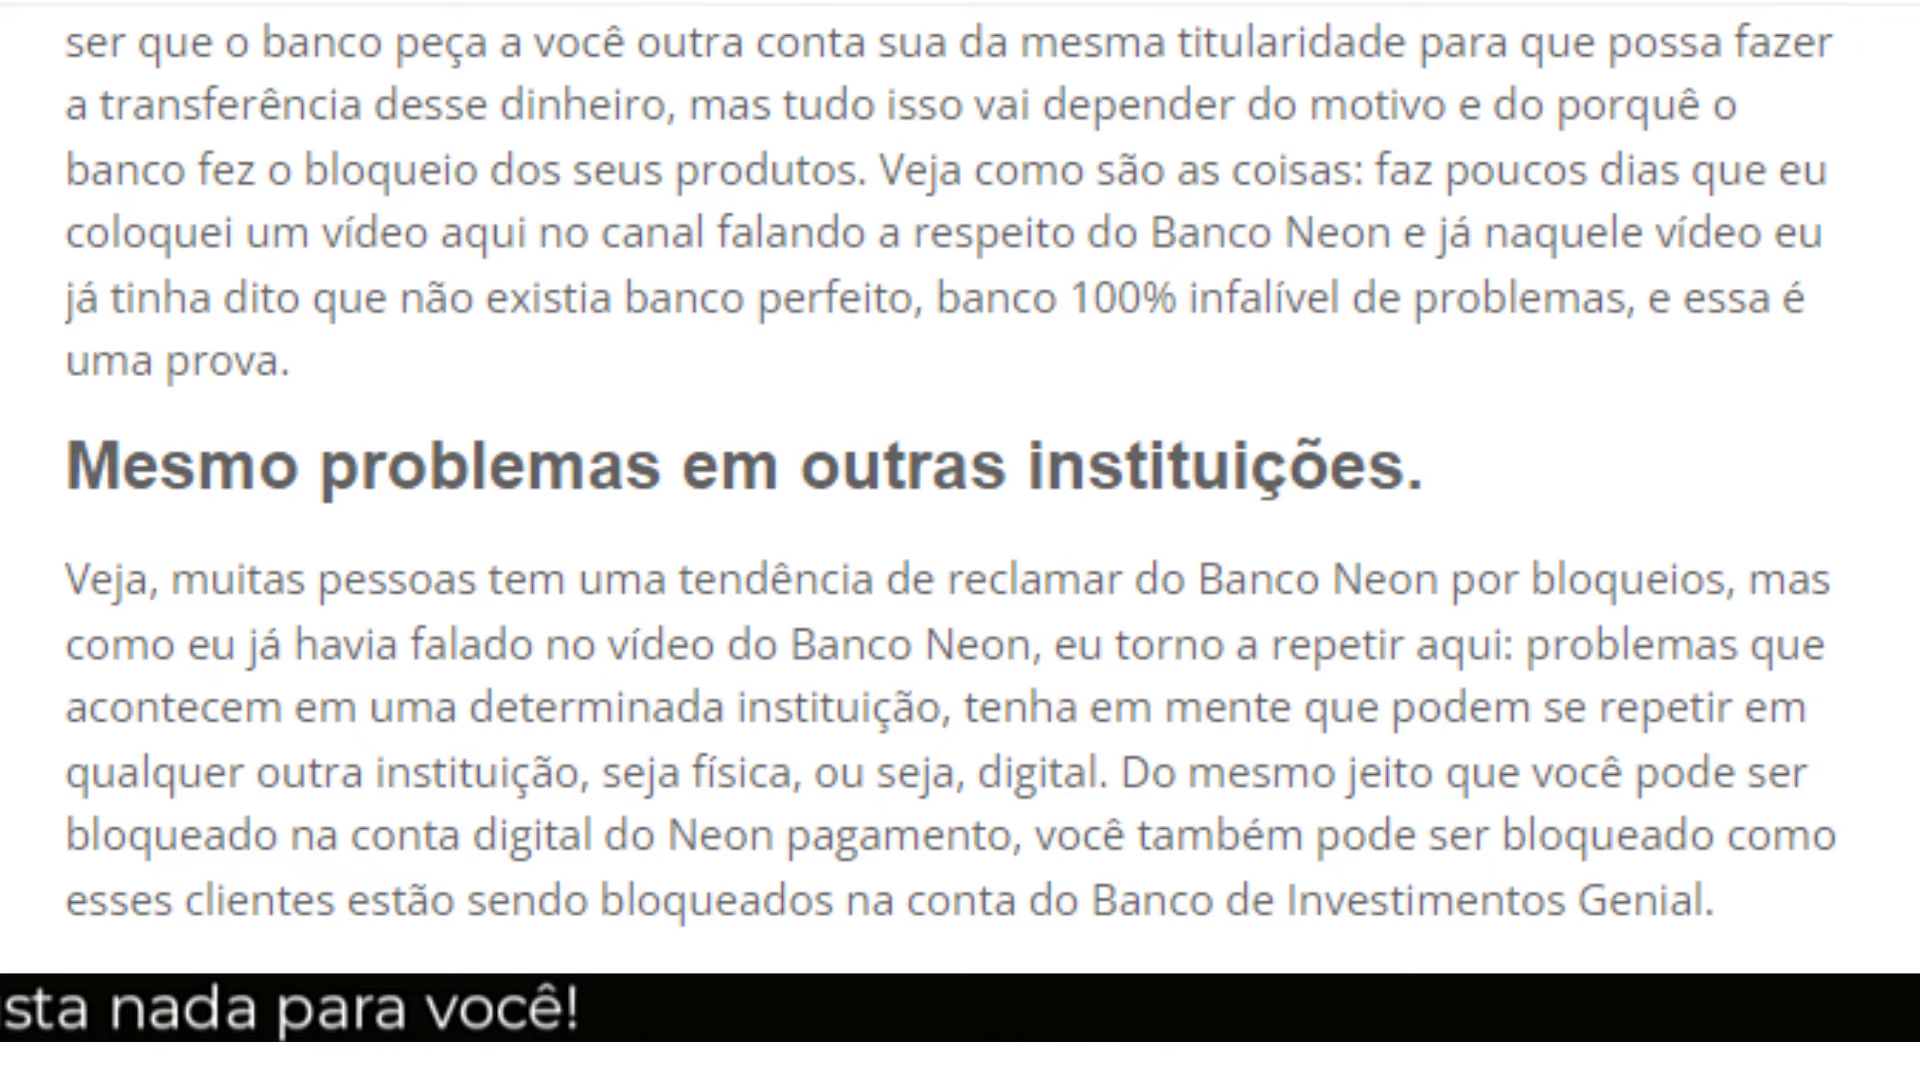 ser que o banco peça a você outra conta sua da mesma titularidade para que possa fazer
a transferência desse dinheiro, mas tudo isso vai depender do motivo e do porquê o
banco fez o bloqueio dos seus produtos. Veja como são as coisas: faz poucos dias que eu
coloquei um vídeo aqui no canal falando a respeito do Banco Neon e já naquele vídeo eu
já tinha dito que não existia banco perfeito, banco 100% infalível de problemas, e essa é
uma prova.
Mesmo problemas em outras instituições.
Veja, muitas pessoas tem uma tendência de reclamar do Banco Neon por bloqueios, mas
como eu já havia falado no vídeo do Banco Neon, eu torno a repetir aqui: problemas que
acontecem em uma determinada instituição, tenha em mente que podem se repetir em
qualquer outra instituição, seja física, ou seja, digital. Do mesmo jeito que você pode ser
bloqueado na conta digital do Neon pagamento, você também pode ser bloqueado como
esses clientes estão sendo bloqueados na conta do Banco de Investimentos Genial.
sta nada para você!